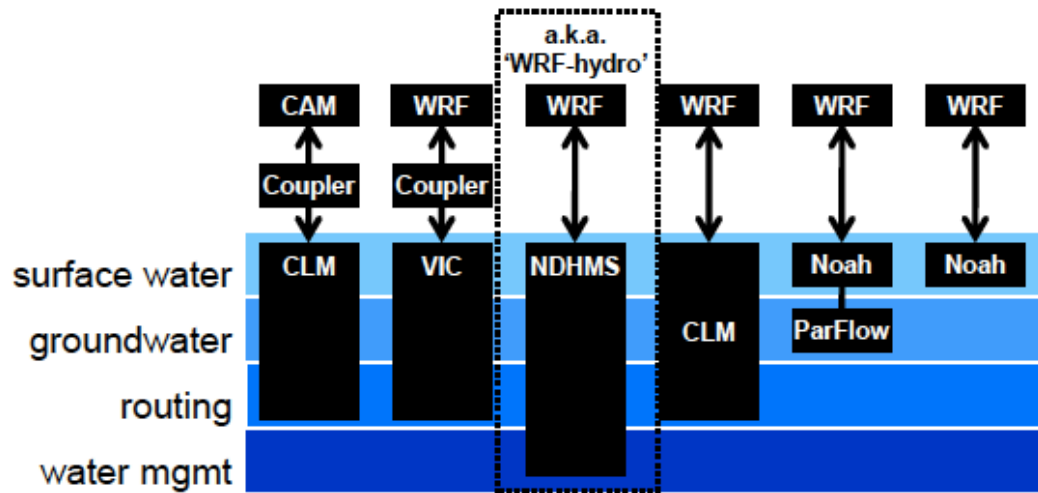 a.k.a.
‘WRF-hydro’
CAM WRF WRF WRF WRF WRF
Coupler Coupler
surface water CLM VIC NDHMS Noah Noah
groundwater CLM ParFlow
routing
water mgmt